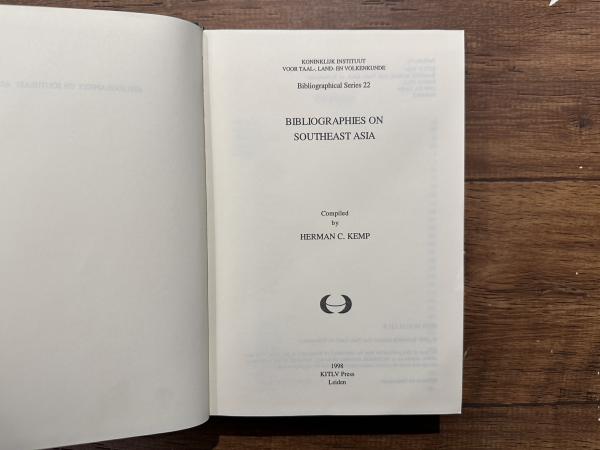 KONINKLIJK INSTITUUT
VOOR TAAL-, LAND- EN VOLKENKUNDE
Bibliographical Series 22
BIBLIOGRAPHIES ON
SOUTHEAST ASIA
Compiled
by
HERMAN C. KEMP
1998
KITLV Press
Leiden